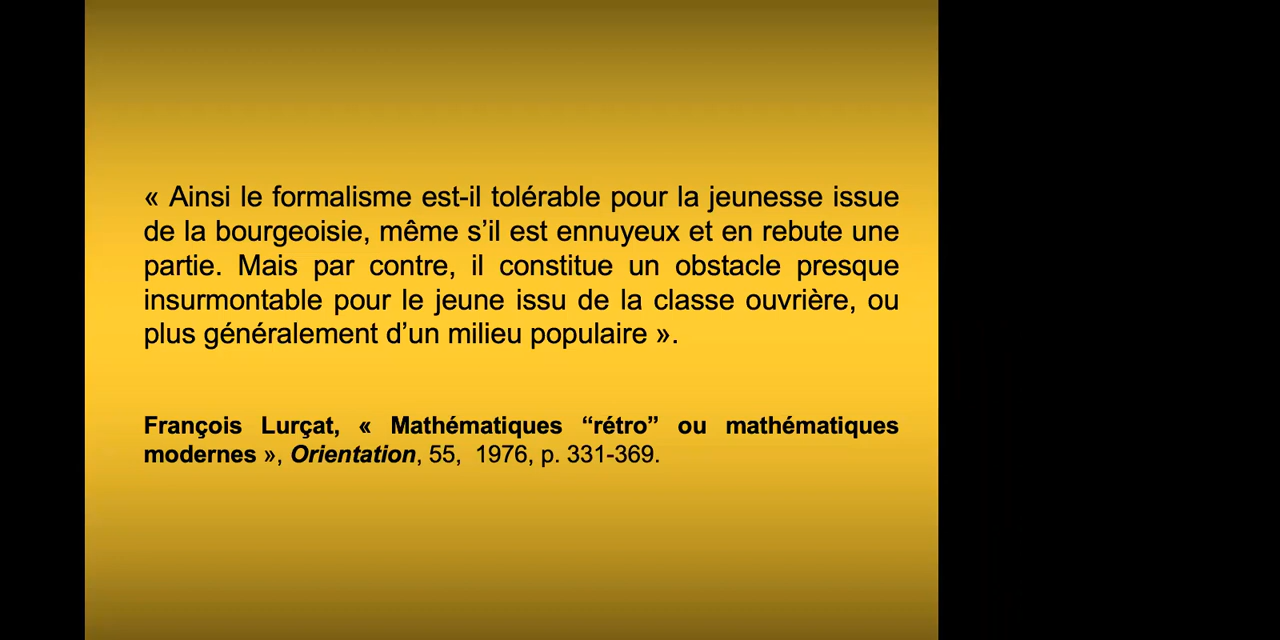 « Ainsi le formalisme est-il tolérable pour la jeunesse issue
de la bourgeoisie, même s’il est ennuyeux et en rebute une
partie. Mais par contre, il constitue un obstacle presque
insurmontable pour le jeune issu de la classe ouvrière, ou
plus généralement d’un milieu populaire ».
François Lurçat, « Mathématiques “rétro” ou mathématiques
modernes », Orientation, 55, 1976, p. 331-369.